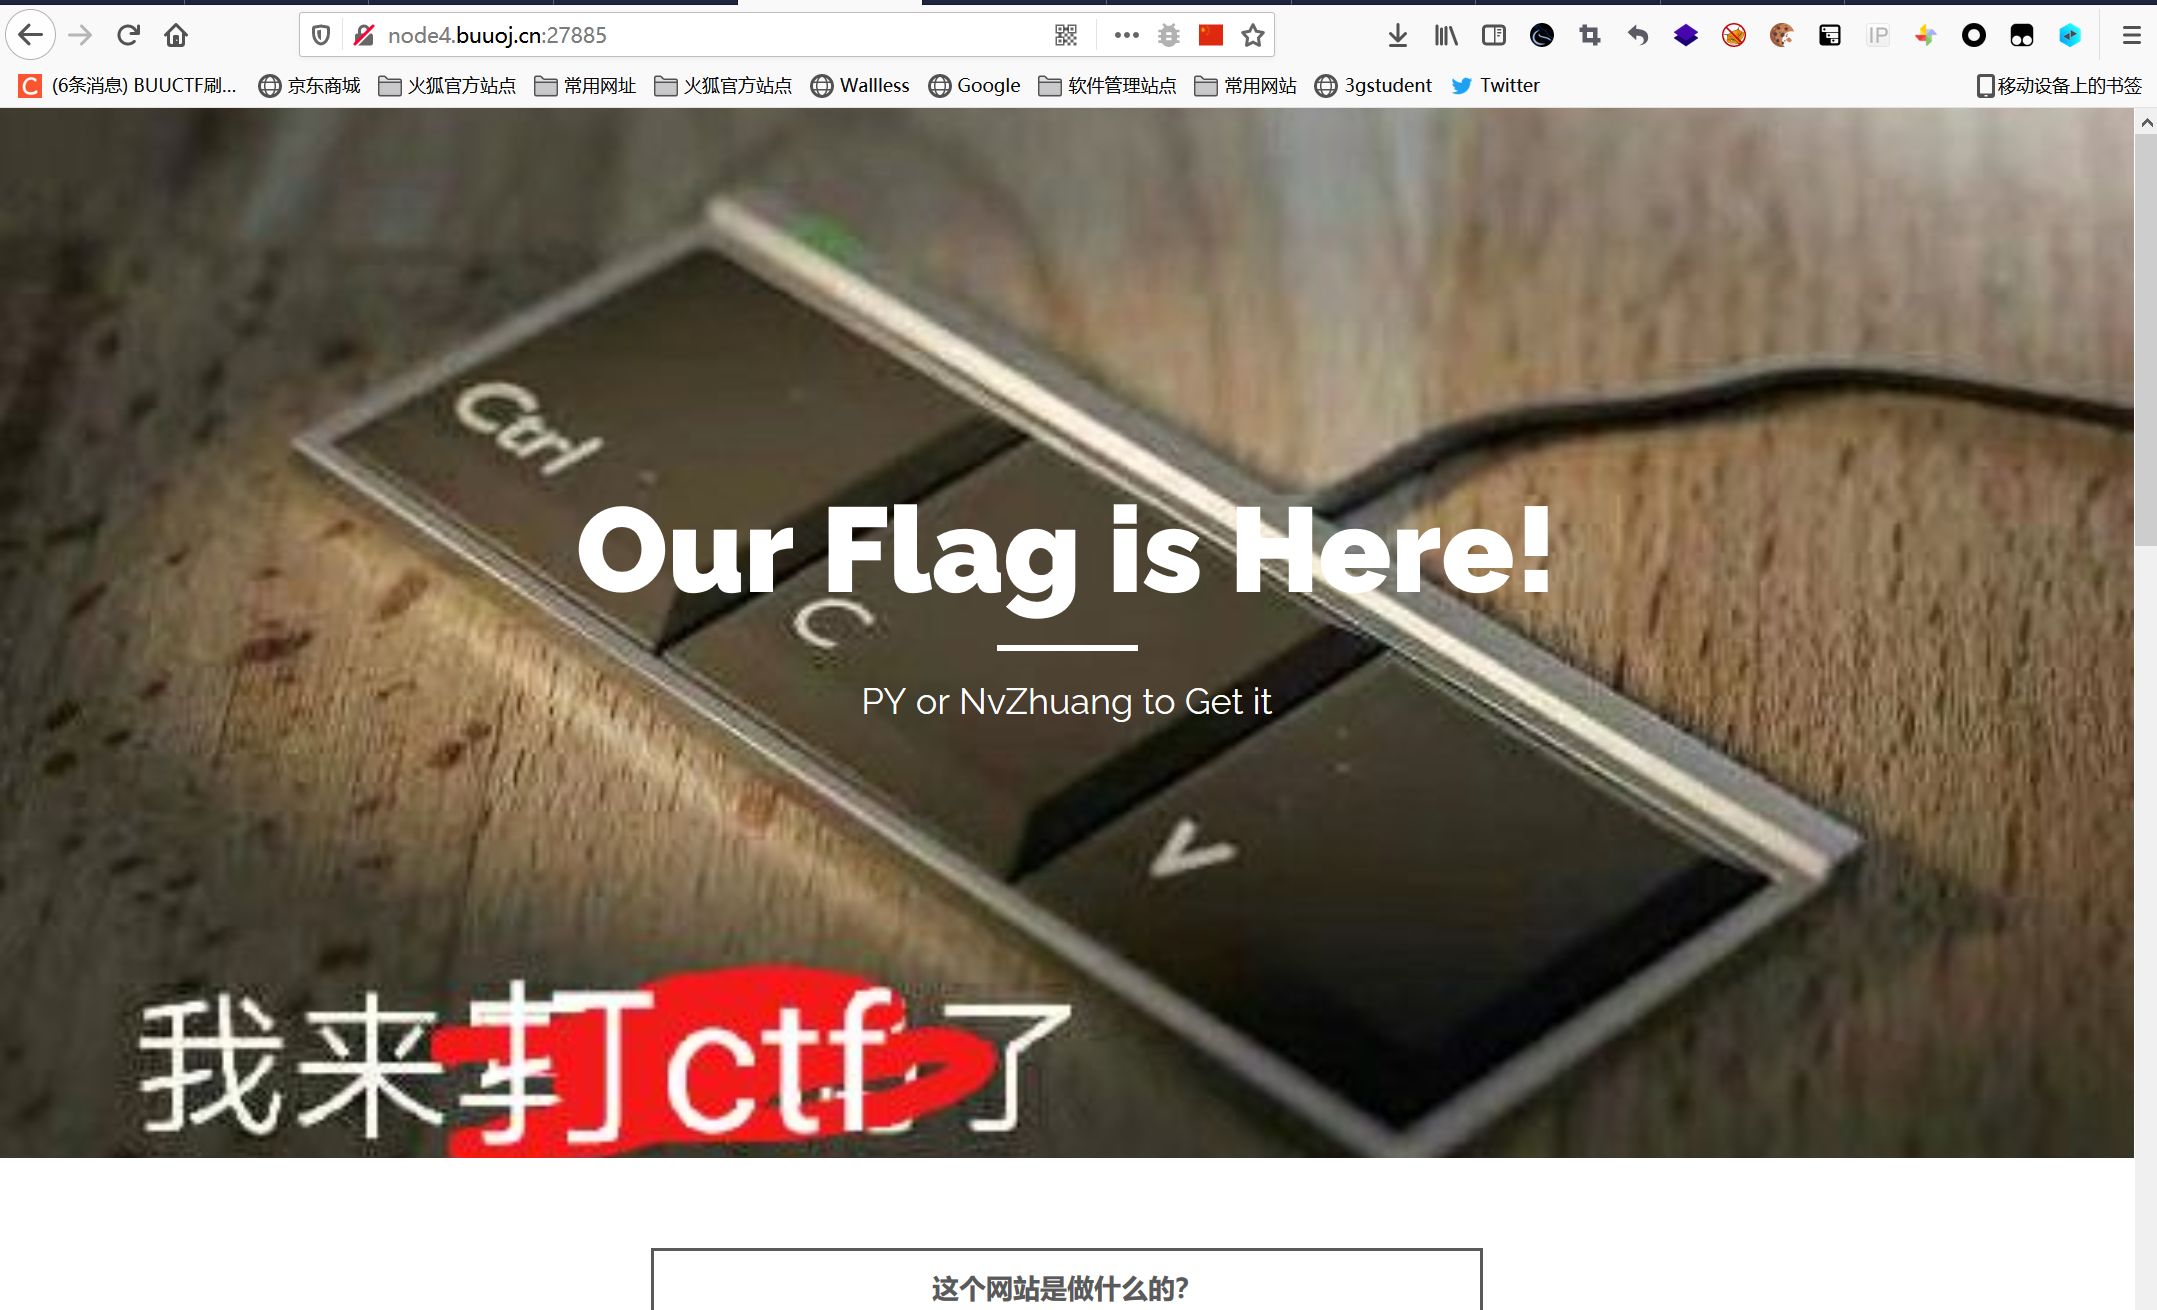 node4.buuoj.cn:27885
IP
(6条消息) BUUCTF刷...
京东商城
火狐官方站点
常用网址
火狐官方站点
Wallless
Google
软件管理站点
常用网站
3gstudent
Twitter
移动设备上的书签
Ctrl
Our Flag is Here!
C
PY or NvZhuang to Get it
V
我来打ctf了
这个网站是做什么的?